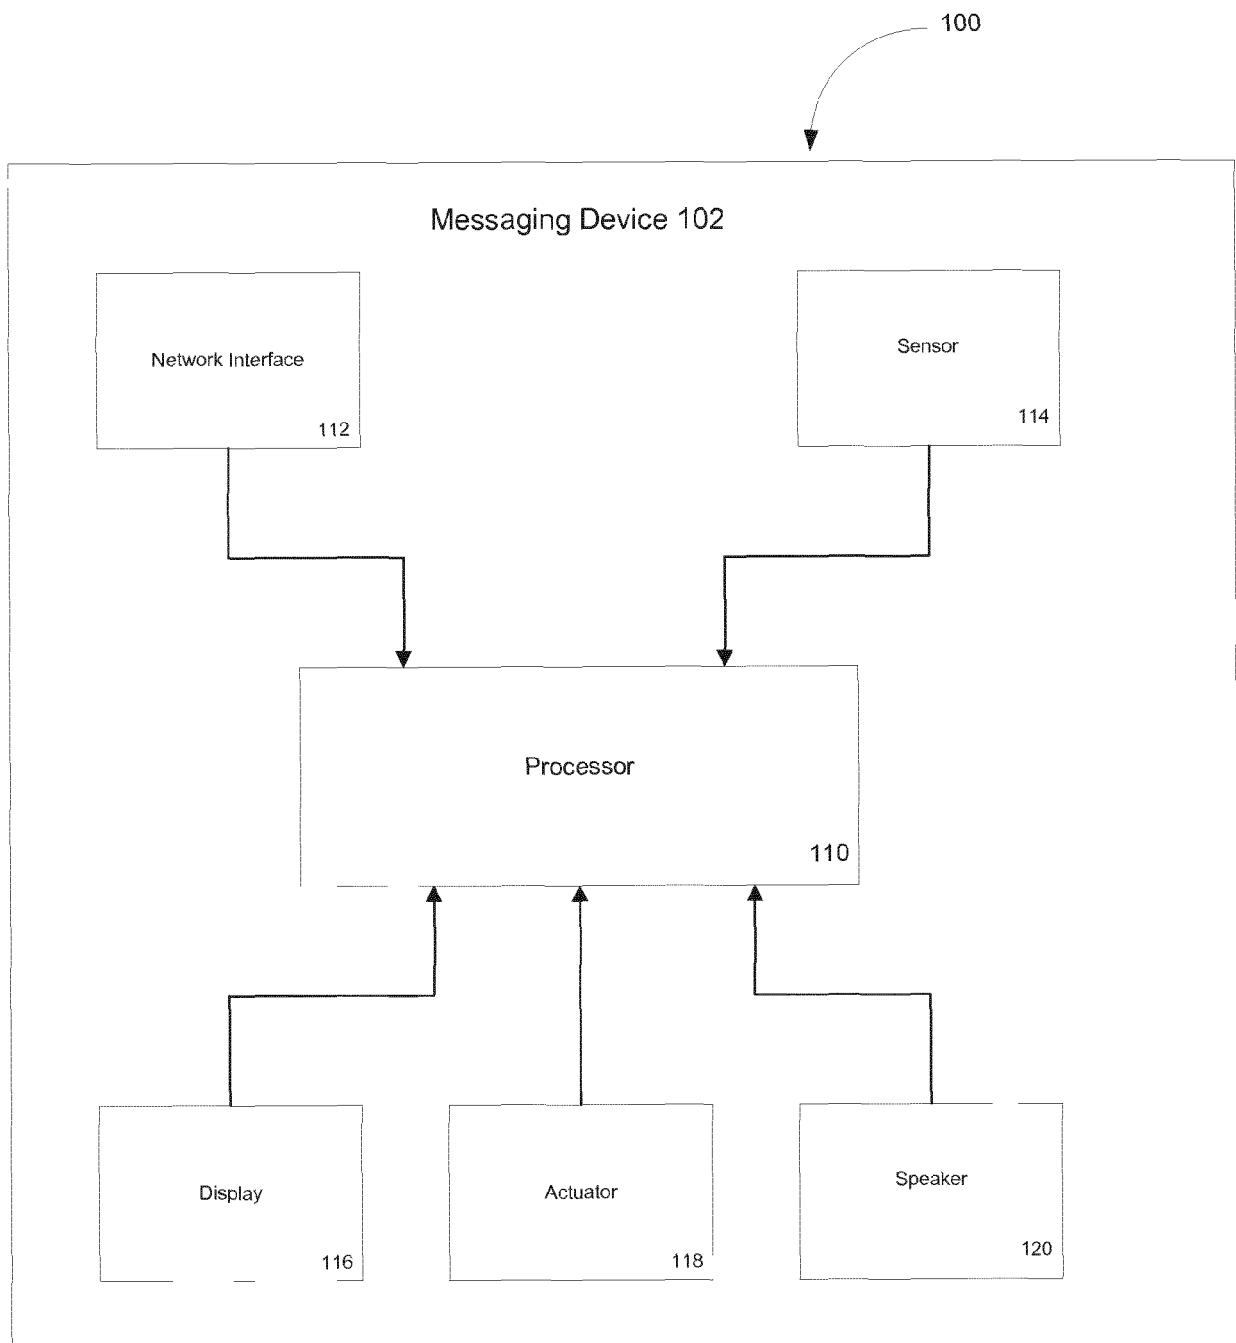 100
Messaging Device 102
Network Interface
112
Sensor
114
Processor
110
Display
116
Actuator
118
Speaker
120